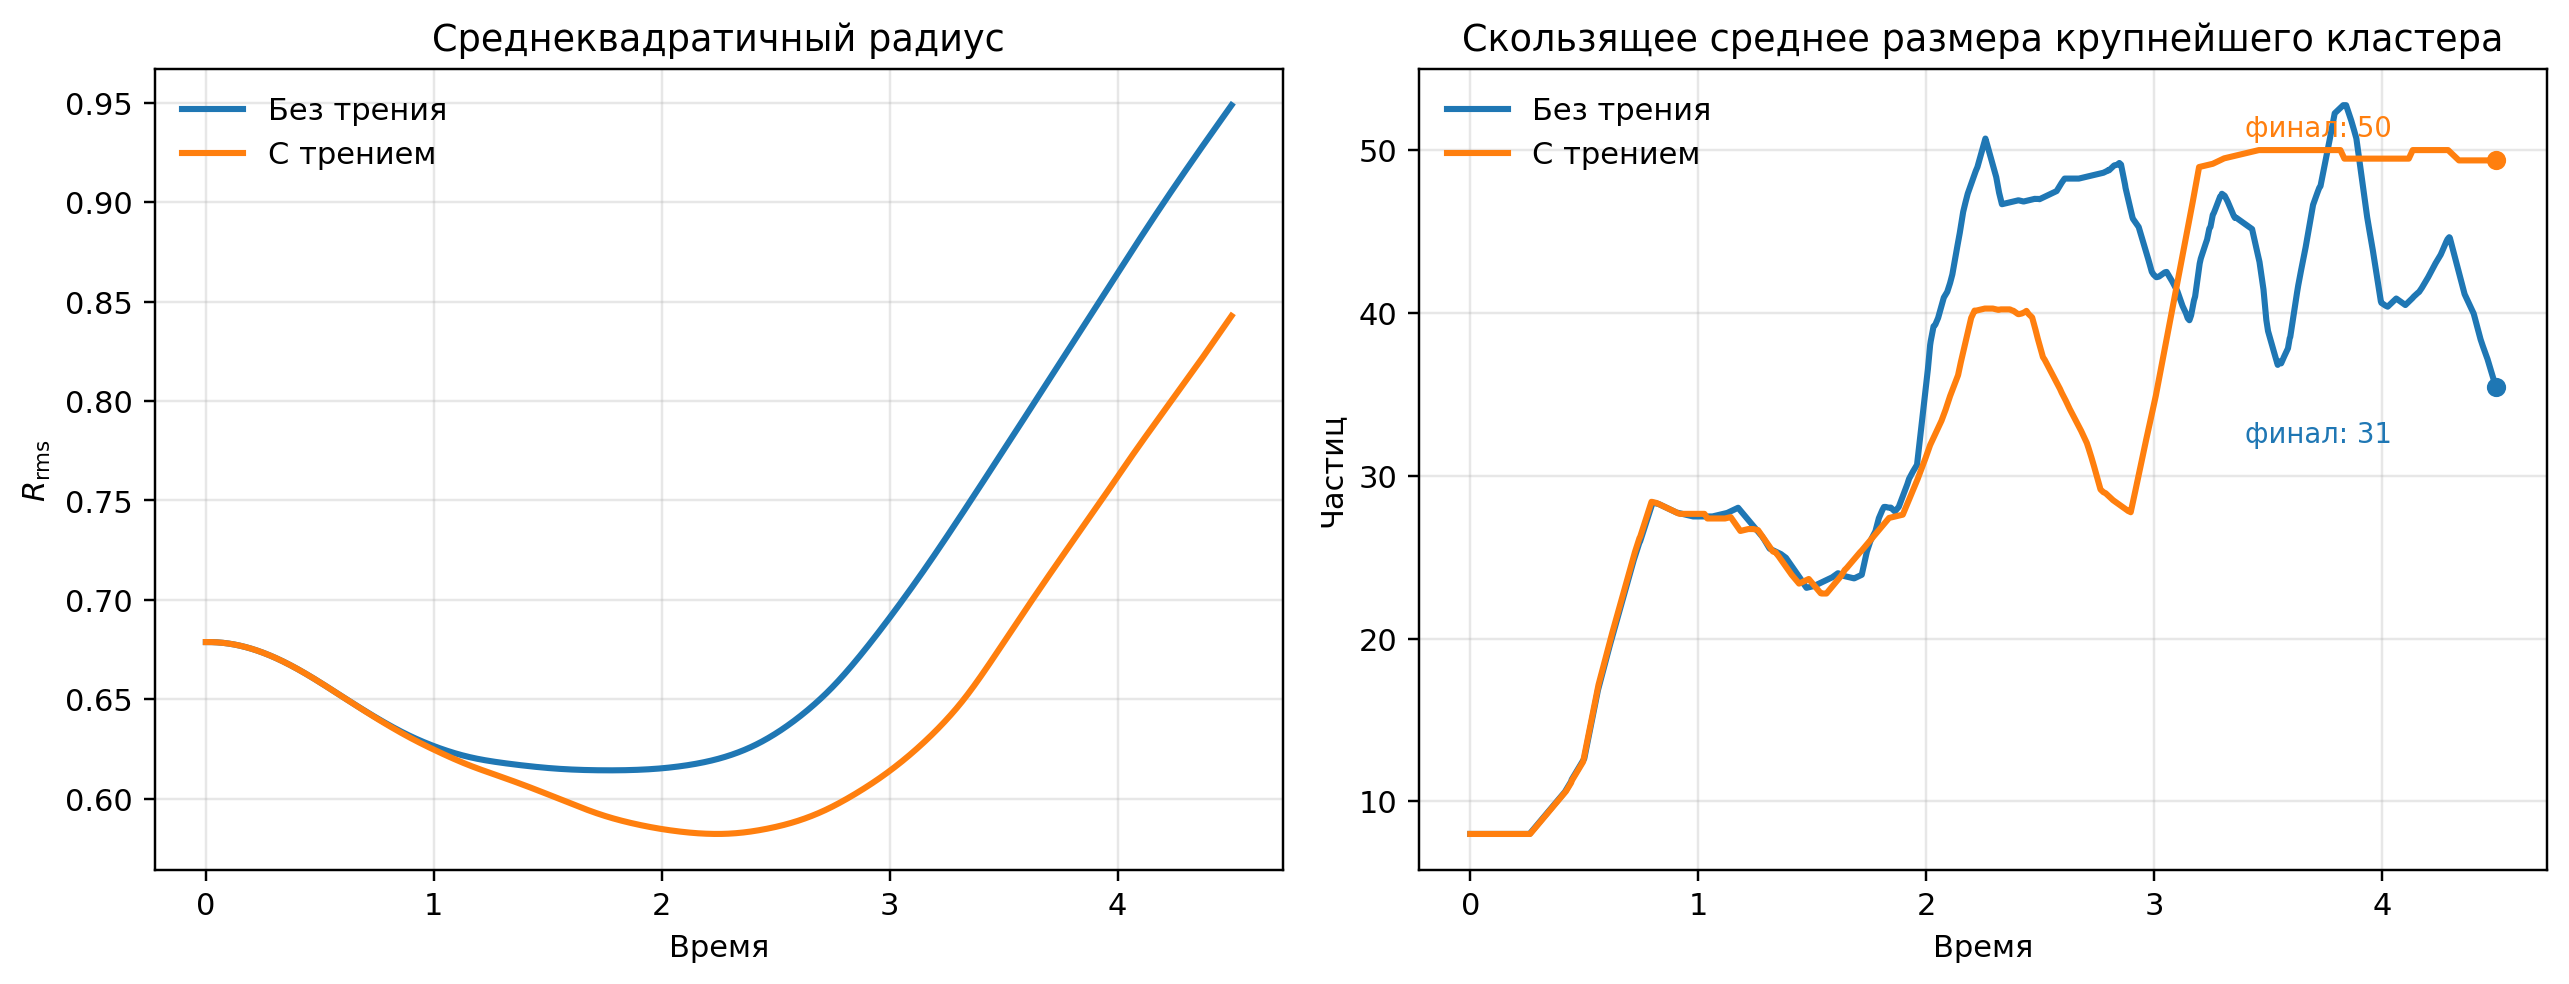 Среднеквадратичный радиус
Без трения
С трением
0.95
0.90
0.85
0.80
0.75
0.70
0.65
0.60
R_rms
0 1 2 3 4
Время
Скользящее среднее размера крупнейшего кластера
Без трения
С трением
финал: 50
финал: 31
50
40
30
20
10
Частиц
0 1 2 3 4
Время